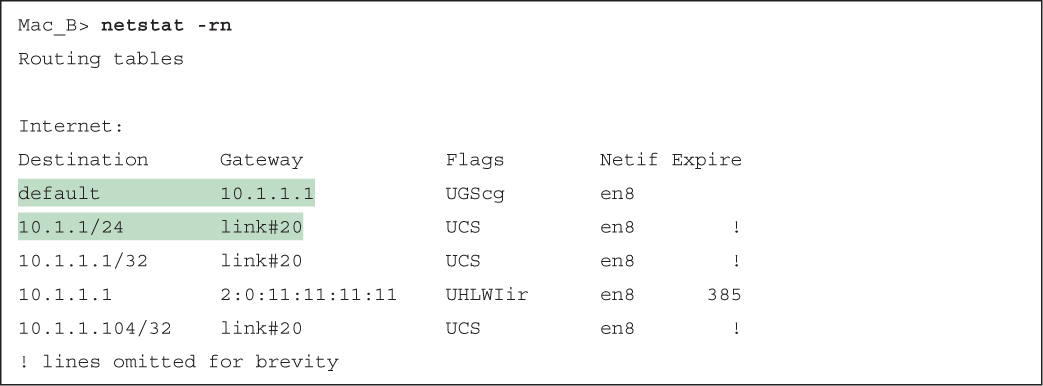 Mac_B> netstat -rn
Routing tables
Internet:
Destination Gateway Flags Netif Expire
default 10.1.1.1 UGScg en8
10.1.1/24 link#20 UCS en8 !
10.1.1.1/32 link#20 UCS en8 !
10.1.1.1 2:0:11:11:11:11 UHLWIir en8 385
10.1.1.104/32 link#20 UCS en8 !
! lines omitted for brevity